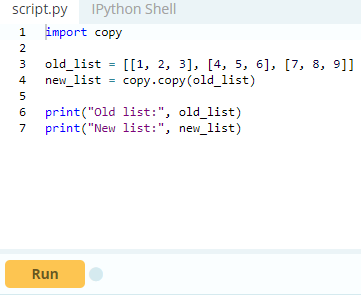 script.py IPython Shell
1 import copy
2
3 old_list = [[1, 2, 3], [4, 5, 6], [7, 8, 9]]
4 new_list = copy.copy(old_list)
5
6 print("Old list:", old_list)
7 print("New list:", new_list)
Run